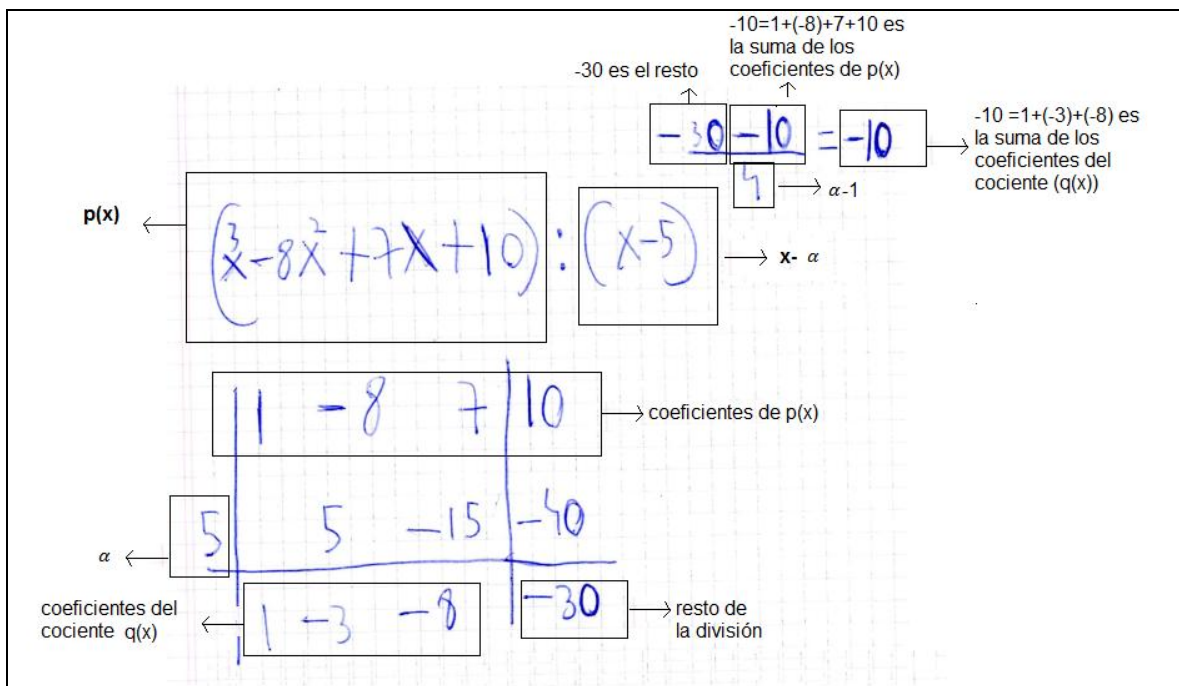 -10=1+(-8)+7+10 es
la suma de los
coeficientes de p(x)
-30 es el resto
-30 -10 = -10
4
α-1
-10 =1+(-3)+(-8) es
la suma de los
coeficientes del
cociente (q(x))
p(x)
(x³-8x²+7x+10):(x-5)
x- α
1 -8 7 10
coeficientes de p(x)
5 5 -15 -40
α
1 -3 -8 -30
coeficientes del
cociente q(x)
resto de
la división